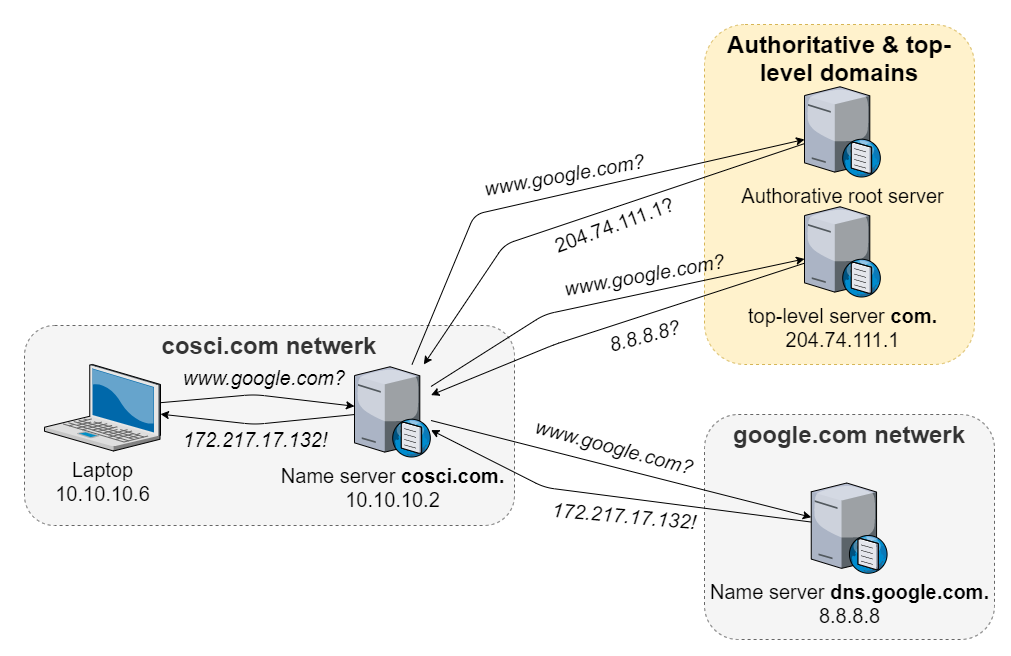 Authoritative & top-
level domains
www.google.com?
204.74.111.1?
Authorative root server
www.google.com?
8.8.8.8?
top-level server com.
204.74.111.1
cosci.com netwerk
www.google.com?
172.217.17.132!
Laptop
10.10.10.6
Name server cosci.com.
10.10.10.2
www.google.com?
172.217.17.132!
google.com netwerk
Name server dns.google.com.
8.8.8.8